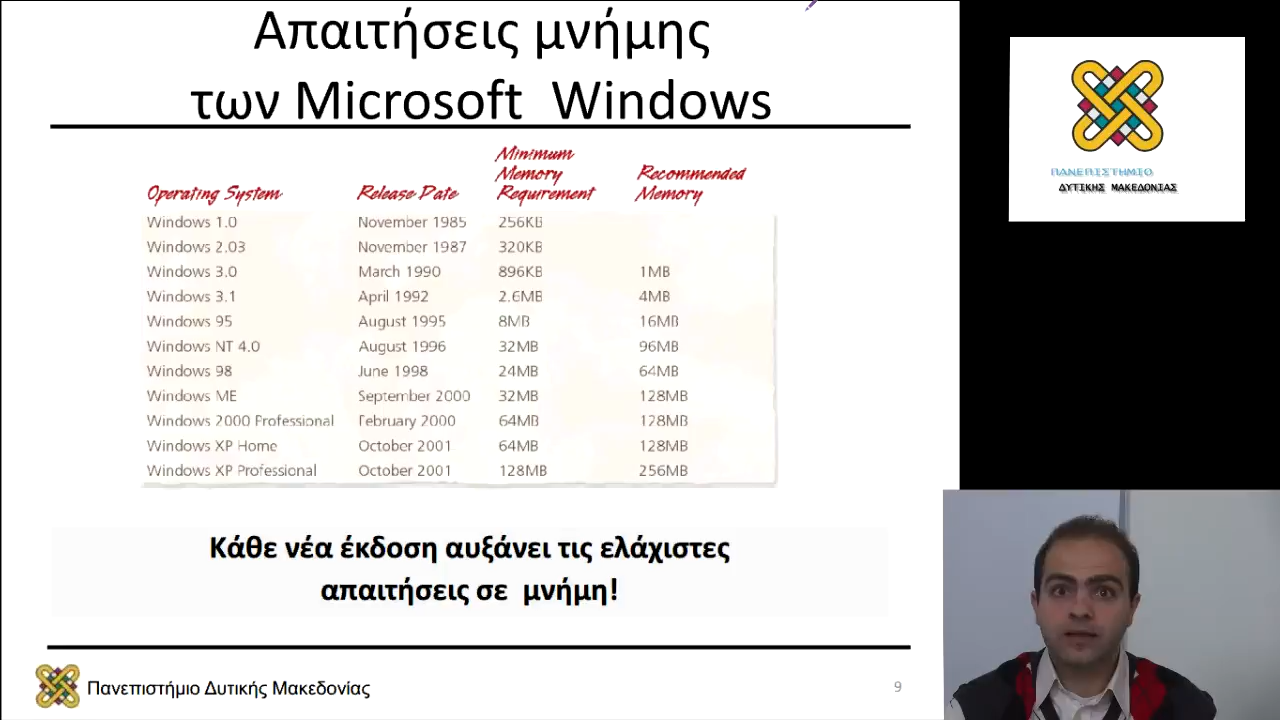 Απαιτήσεις μνήμης
των Microsoft Windows
Operating System Release Date Minimum Memory Requirement Recommended Memory
Windows 1.0 November 1985 256KB
Windows 2.03 November 1987 320KB
Windows 3.0 March 1990 896KB 1MB
Windows 3.1 April 1992 2.6MB 4MB
Windows 95 August 1995 8MB 16MB
Windows NT 4.0 August 1996 32MB 96MB
Windows 98 June 1998 24MB 64MB
Windows ME September 2000 32MB 128MB
Windows 2000 Professional February 2000 64MB 128MB
Windows XP Home October 2001 64MB 128MB
Windows XP Professional October 2001 128MB 256MB
Κάθε νέα έκδοση αυξάνει τις ελάχιστες
απαιτήσεις σε μνήμη!
Πανεπιστήμιο Δυτικής Μακεδονίας
9
ΠΑΝΕΠΙΣΤΗΜΙΟ
ΔΥΤΙΚΗΣ ΜΑΚΕΔΟΝΙΑΣ